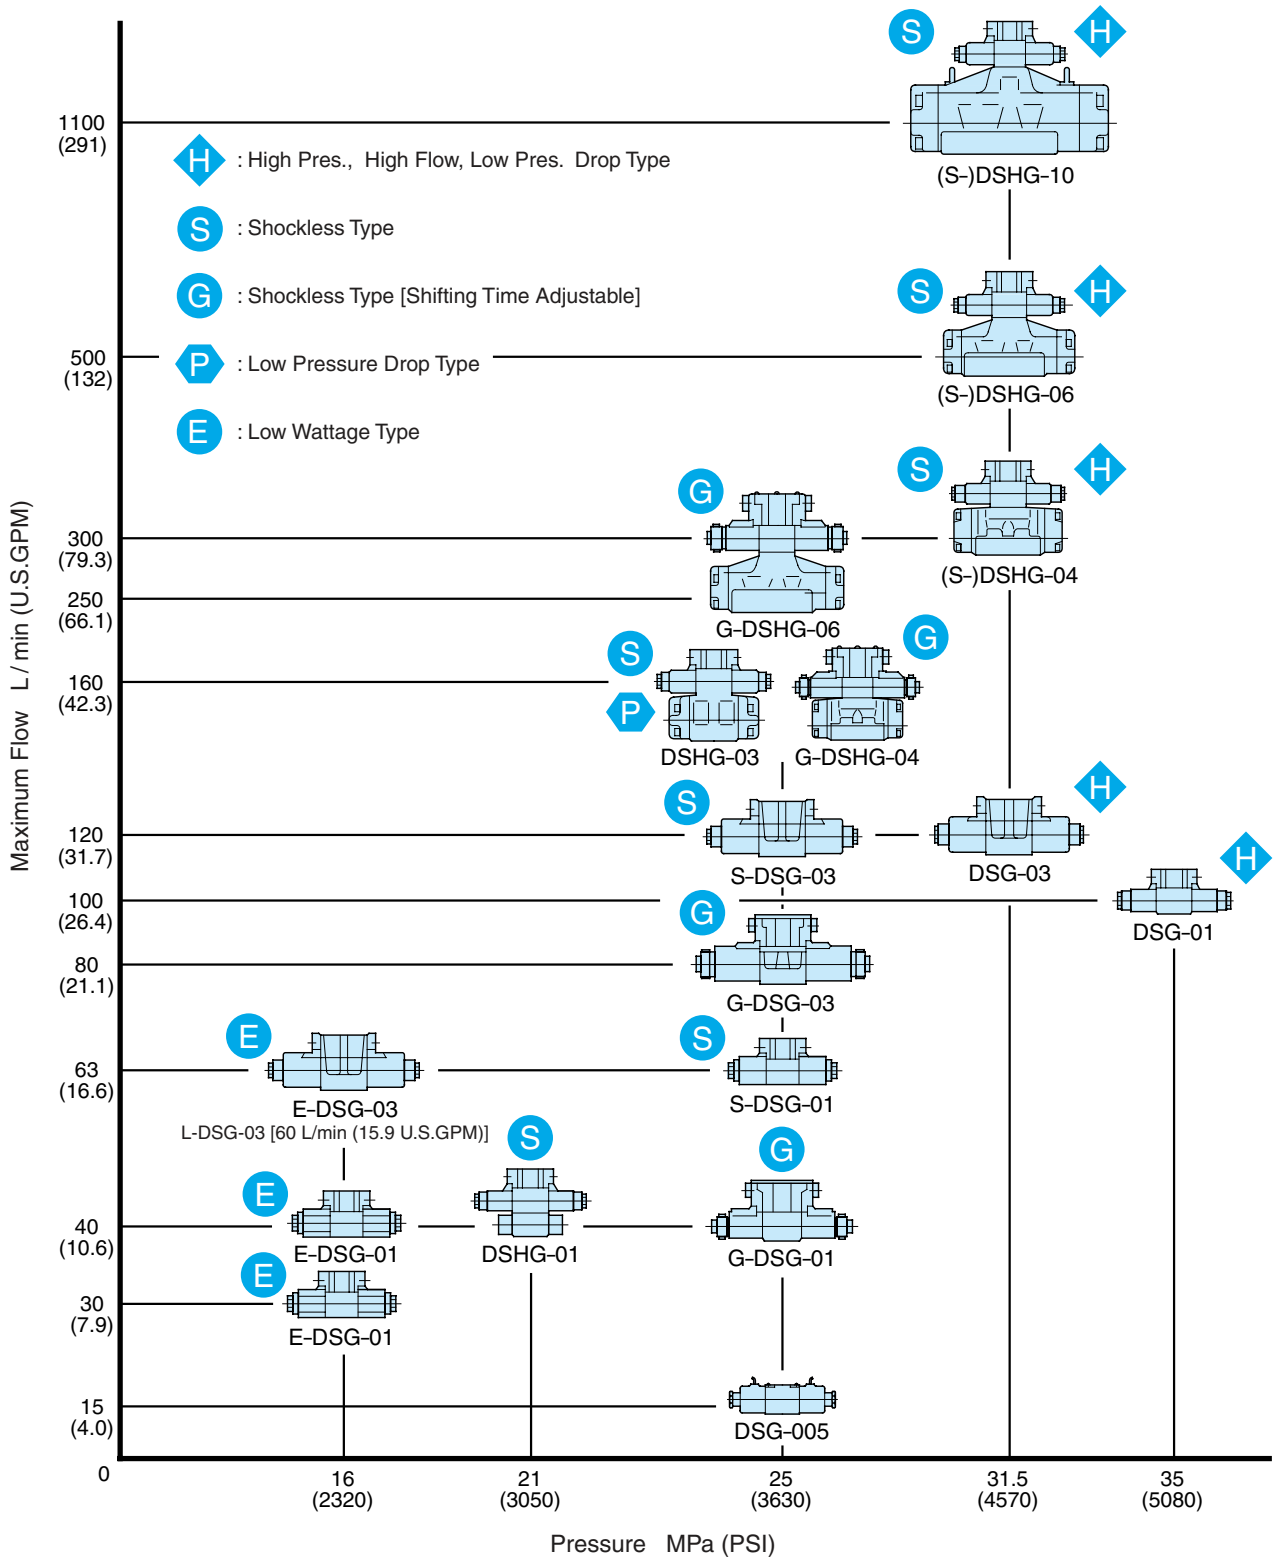 S
H
1100
(291)
(S-)DSHG-10
H : High Pres., High Flow, Low Pres. Drop Type
S : Shockless Type
G : Shockless Type [Shifting Time Adjustable]
P : Low Pressure Drop Type
E : Low Wattage Type
S
H
500
(132)
(S-)DSHG-06
S
H
G
300
(79.3)
(S-)DSHG-04
250
(66.1)
G-DSHG-06
S
G
160
(42.3)
P
DSHG-03
G-DSHG-04
Maximum Flow L / min (U.S.GPM)
S
H
120
(31.7)
S-DSG-03
DSG-03
H
100
(26.4)
DSG-01
G
80
(21.1)
G-DSG-03
E
S
63
(16.6)
E-DSG-03
S-DSG-01
L-DSG-03 [60 L/min (15.9 U.S.GPM)]
S
G
E
40
(10.6)
E-DSG-01
DSHG-01
G-DSG-01
E
30
(7.9)
E-DSG-01
15
(4.0)
DSG-005
0
16
(2320)
21
(3050)
25
(3630)
31.5
(4570)
35
(5080)
Pressure MPa (PSI)